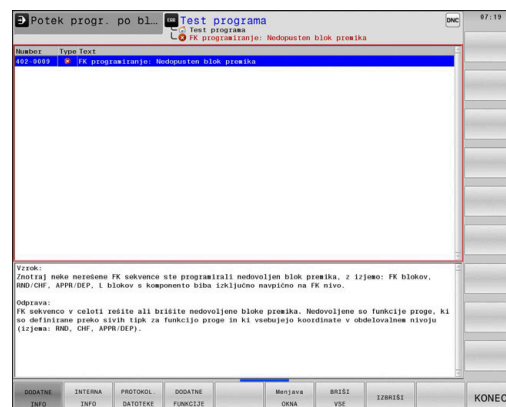 Potek progr. po bl…
Test programa
Test programa
FK programiranje: Nedopusten blok premika
DNC
07:19
Number Type Text
402-0009 FK programiranje: Nedopusten blok premika
Vzrok:
Znotraj neke nerešene FK sekvence ste programirali nedovoljen blok premika, z izjemo: FK blokov,
RND/CHF, APPR/DEP, L blokov s komponento biba izključno navpično na FK nivo.
Odprava:
FK sekvenco v celoti rešite ali brišite nedovoljene bloke premika. Nedovoljene so funkcije proge, ki
so definirane preko sivih tipk za funkcijo proge in ki vsebujejo koordinate v obdelovalnem nivoju
(izjema: RND, CHF, APPR/DEP).
DODATNE INFO
INTERNA INFO
PROTOKOL. DATOTEKE
DODATNE FUNKCIJE
Menjava OKNA
BRIŠI VSE
IZBRIŠI
KONEC